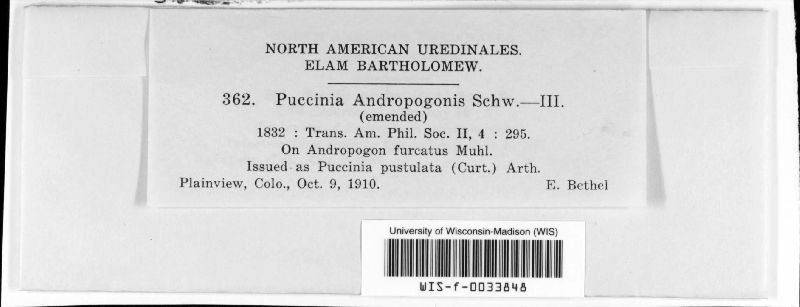 NORTH AMERICAN UREDINALES.
ELAM BARTHOLOMEW.
362. Puccinia Andropogonis Schw.—III.
(emended)
1832 : Trans. Am. Phil. Soc. II, 4 : 295.
On Andropogon furcatus Muhl.
Issued as Puccinia pustulata (Curt.) Arth.
Plainview, Colo., Oct. 9, 1910. E. Bethel
University of Wisconsin-Madison (WIS)
WIS-f-0033848